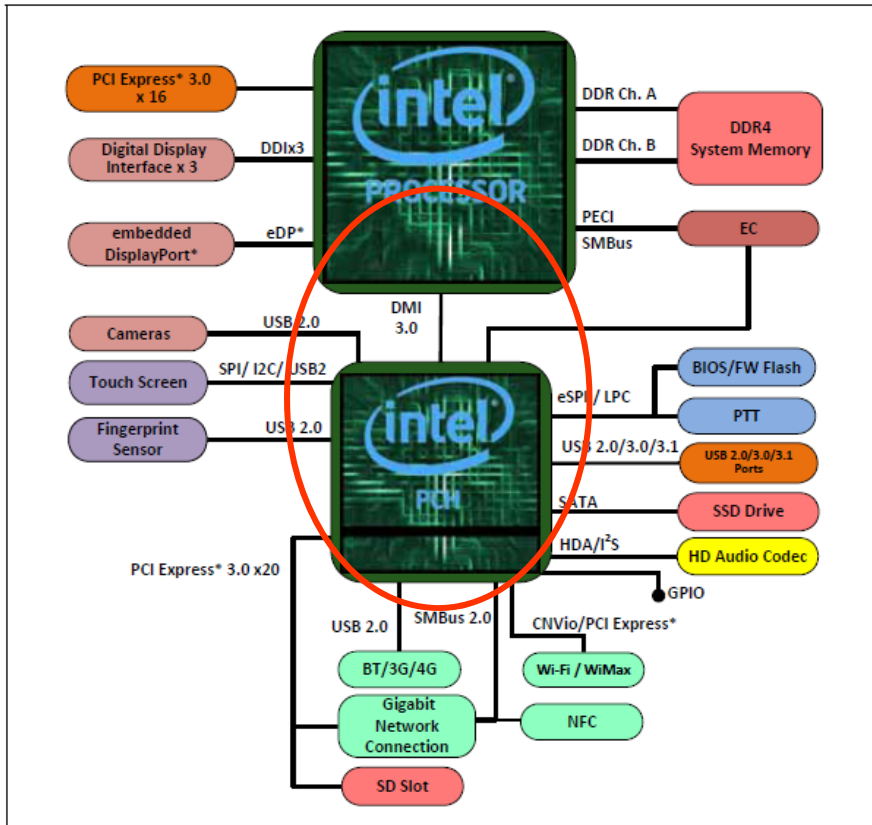 PCI Express* 3.0
x 16
Digital Display
Interface x 3
DDIx3
embedded
DisplayPort*
eDP*
intel
PROCESSOR
DDR Ch. A
DDR Ch. B
DDR4
System Memory
PECI
SMBus
EC
DMI
3.0
Cameras
USB 2.0
Touch Screen
SPI/ I2C/ USB2
Fingerprint
Sensor
USB 2.0
intel
PCH
eSPI / LPC
BIOS/FW Flash
PTT
USB 2.0/3.0/3.1
USB 2.0/3.0/3.1
Ports
SATA
SSD Drive
HDA/I²S
HD Audio Codec
GPIO
PCI Express* 3.0 x20
USB 2.0
SMBus 2.0
CNVio/PCI Express*
BT/3G/4G
Wi-Fi / WiMax
Gigabit
Network
Connection
NFC
SD Slot